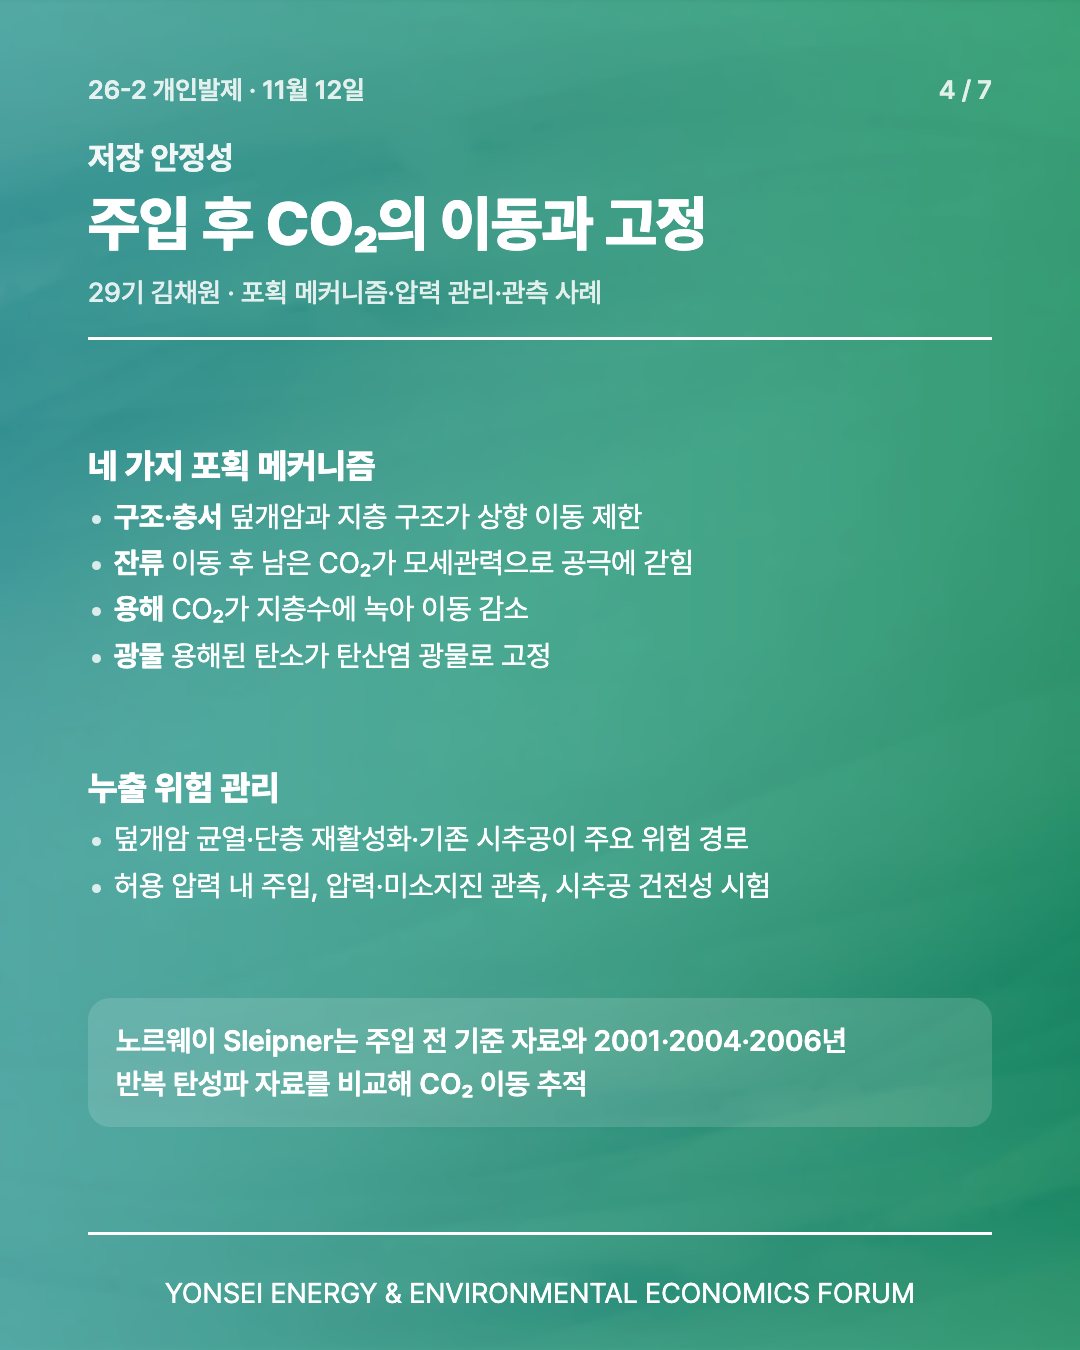 26-2 개인발제 · 11월 12일
4 / 7
저장 안정성
주입 후 CO₂의 이동과 고정
29기 김채원 · 포획 메커니즘·압력 관리·관측 사례
네 가지 포획 메커니즘
• 구조·층서 덮개암과 지층 구조가 상향 이동 제한
• 잔류 이동 후 남은 CO₂가 모세관력으로 공극에 갇힘
• 용해 CO₂가 지층수에 녹아 이동 감소
• 광물 용해된 탄소가 탄산염 광물로 고정
누출 위험 관리
• 덮개암 균열·단층 재활성화·기존 시추공이 주요 위험 경로
• 허용 압력 내 주입, 압력·미소지진 관측, 시추공 건전성 시험
노르웨이 Sleipner는 주입 전 기준 자료와 2001·2004·2006년
반복 탄성파 자료를 비교해 CO₂ 이동 추적
YONSEI ENERGY & ENVIRONMENTAL ECONOMICS FORUM